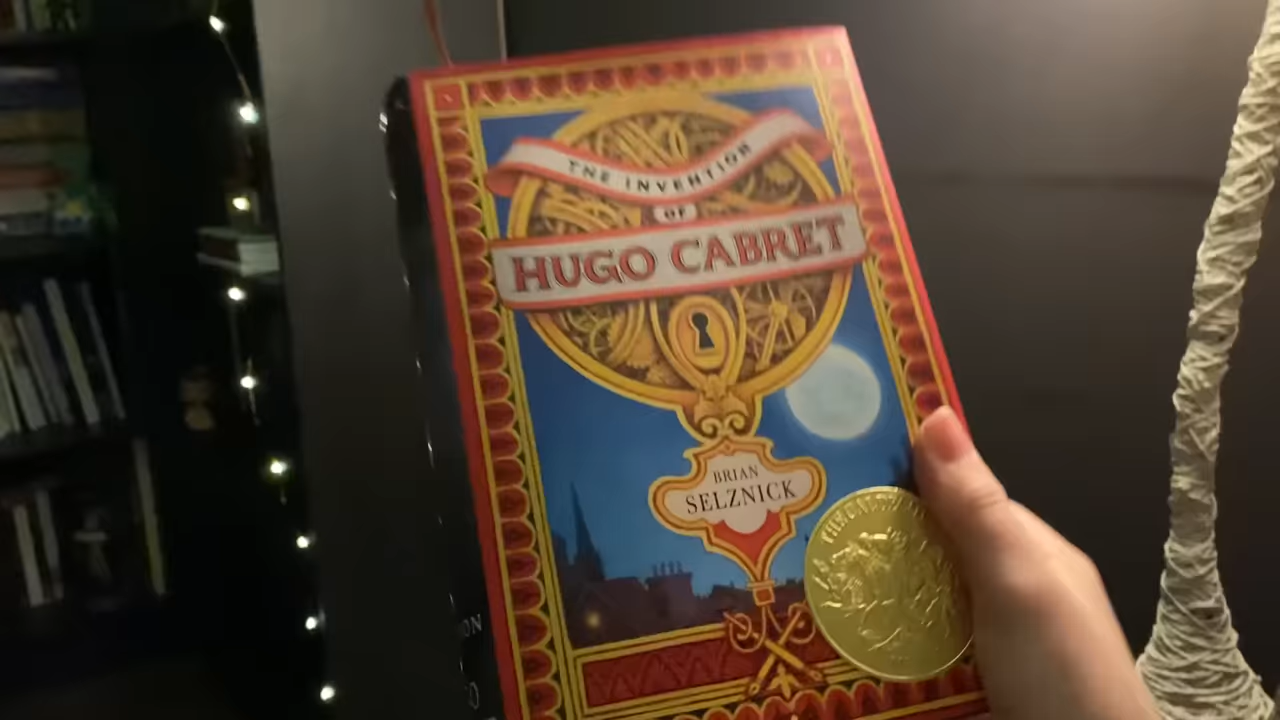 THE INVENTION
OF
HUGO CABRET
BRIAN
SELZNICK